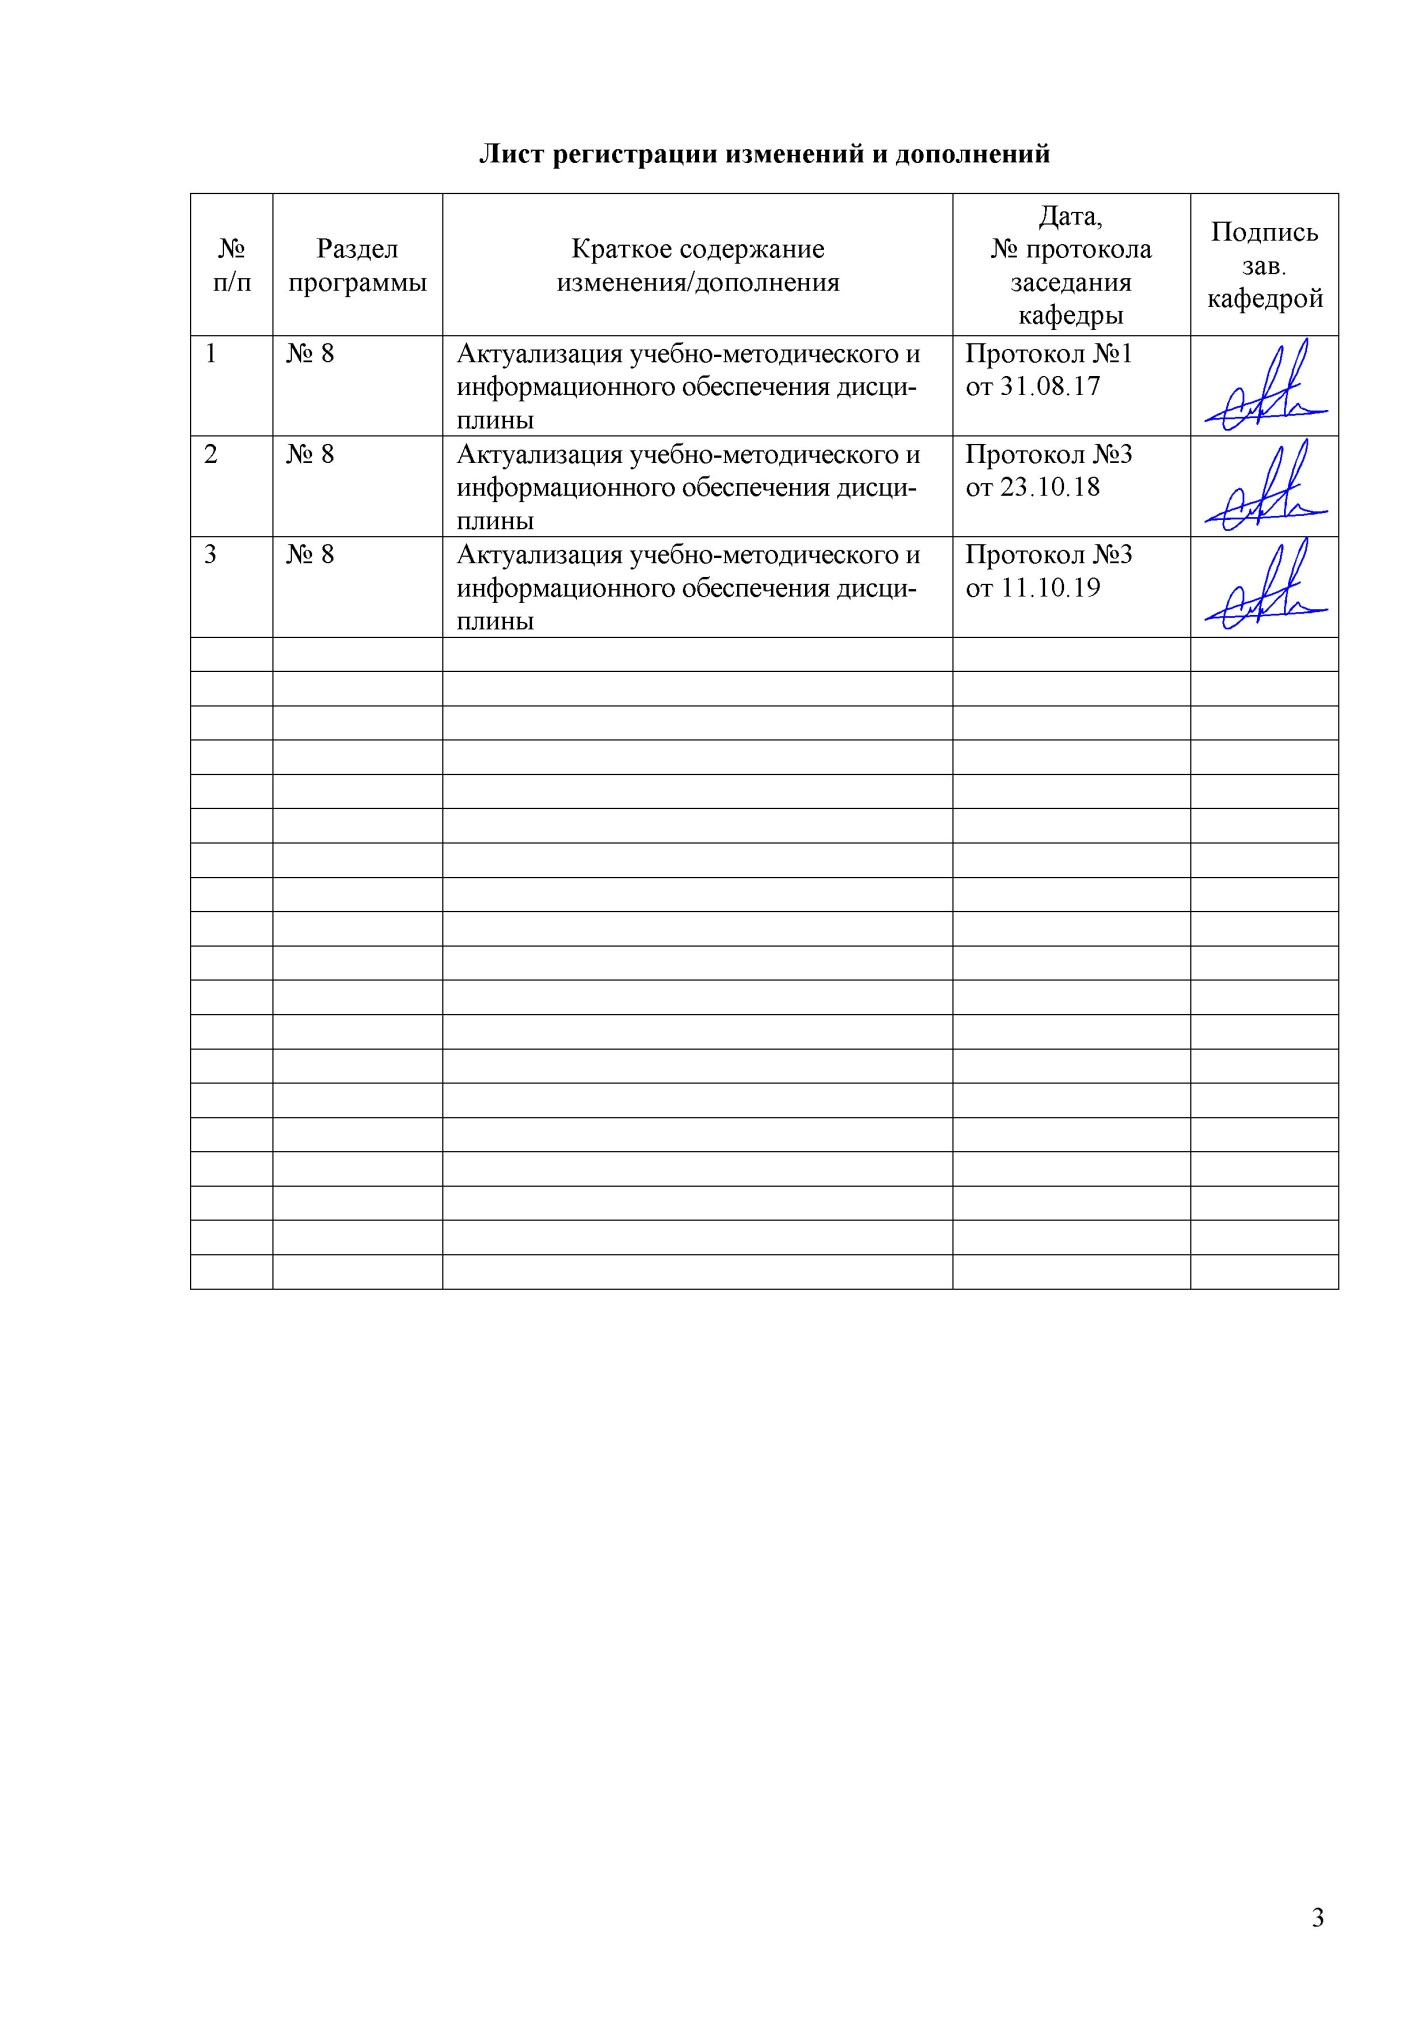 Лист регистрации изменений и дополнений
№
п/п
Раздел
программы
Краткое содержание
изменения/дополнения
Дата,
№ протокола
заседания
кафедры
Подпись
зав.
кафедрой
1
№ 8
Актуализация учебно-методического и
информационного обеспечения дисци-
плины
Протокол №1
от 31.08.17
2
№ 8
Актуализация учебно-методического и
информационного обеспечения дисци-
плины
Протокол №3
от 23.10.18
3
№ 8
Актуализация учебно-методического и
информационного обеспечения дисци-
плины
Протокол №3
от 11.10.19
3